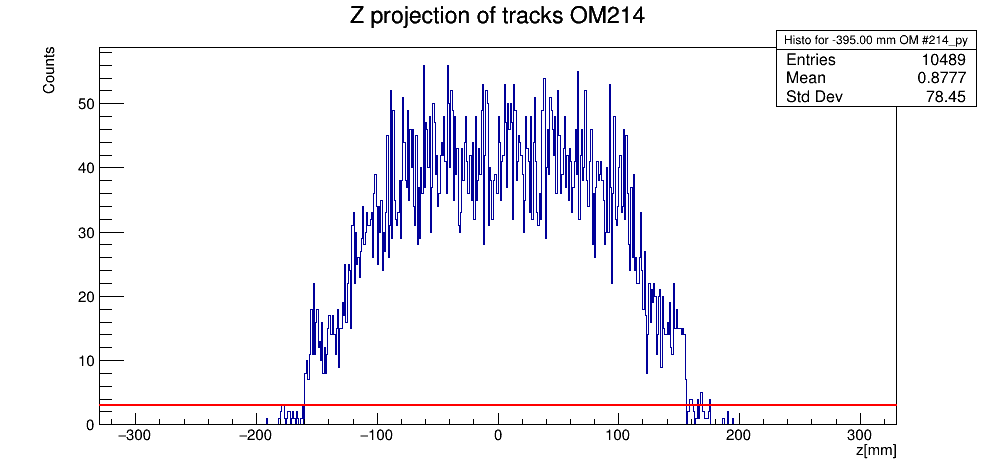 Z projection of tracks OM214
Histo for -395.00 mm OM #214_py
Entries 10489
Mean 0.8777
Std Dev 78.45
Counts
50
40
30
20
10
0
−300 −200 −100 0 100 200 300
z[mm]